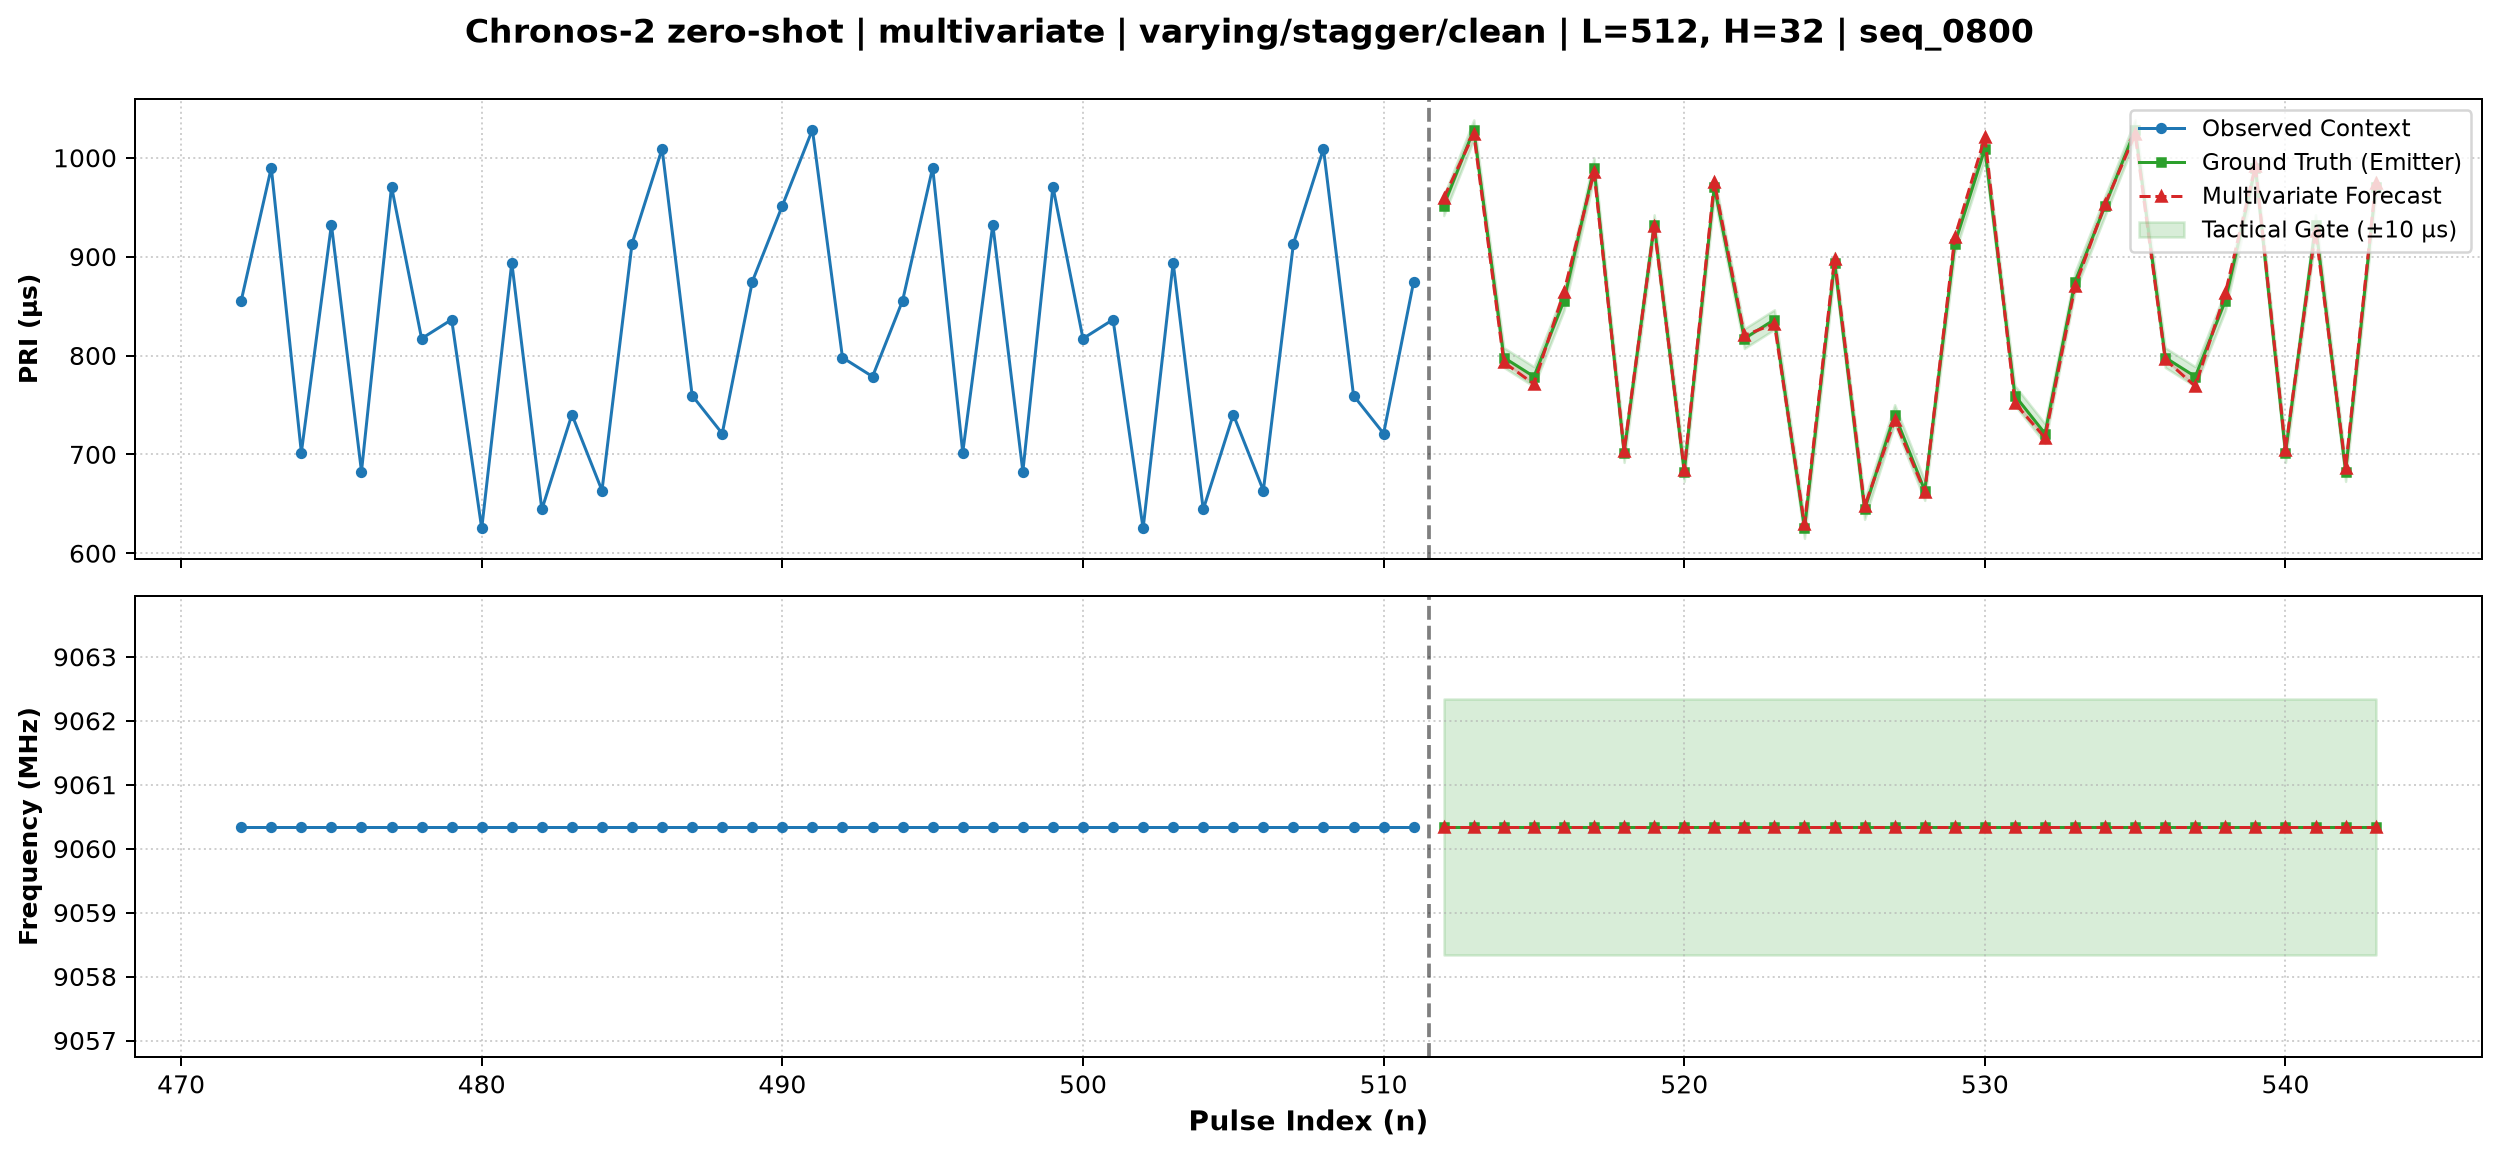 Chronos-2 zero-shot | multivariate | varying/stagger/clean | L=512, H=32 | seq_0800
PRI (µs)
1000
900
800
700
600
Observed Context
Ground Truth (Emitter)
Multivariate Forecast
Tactical Gate (±10 µs)
Frequency (MHz)
9063
9062
9061
9060
9059
9058
9057
470 480 490 500 510 520 530 540
Pulse Index (n)